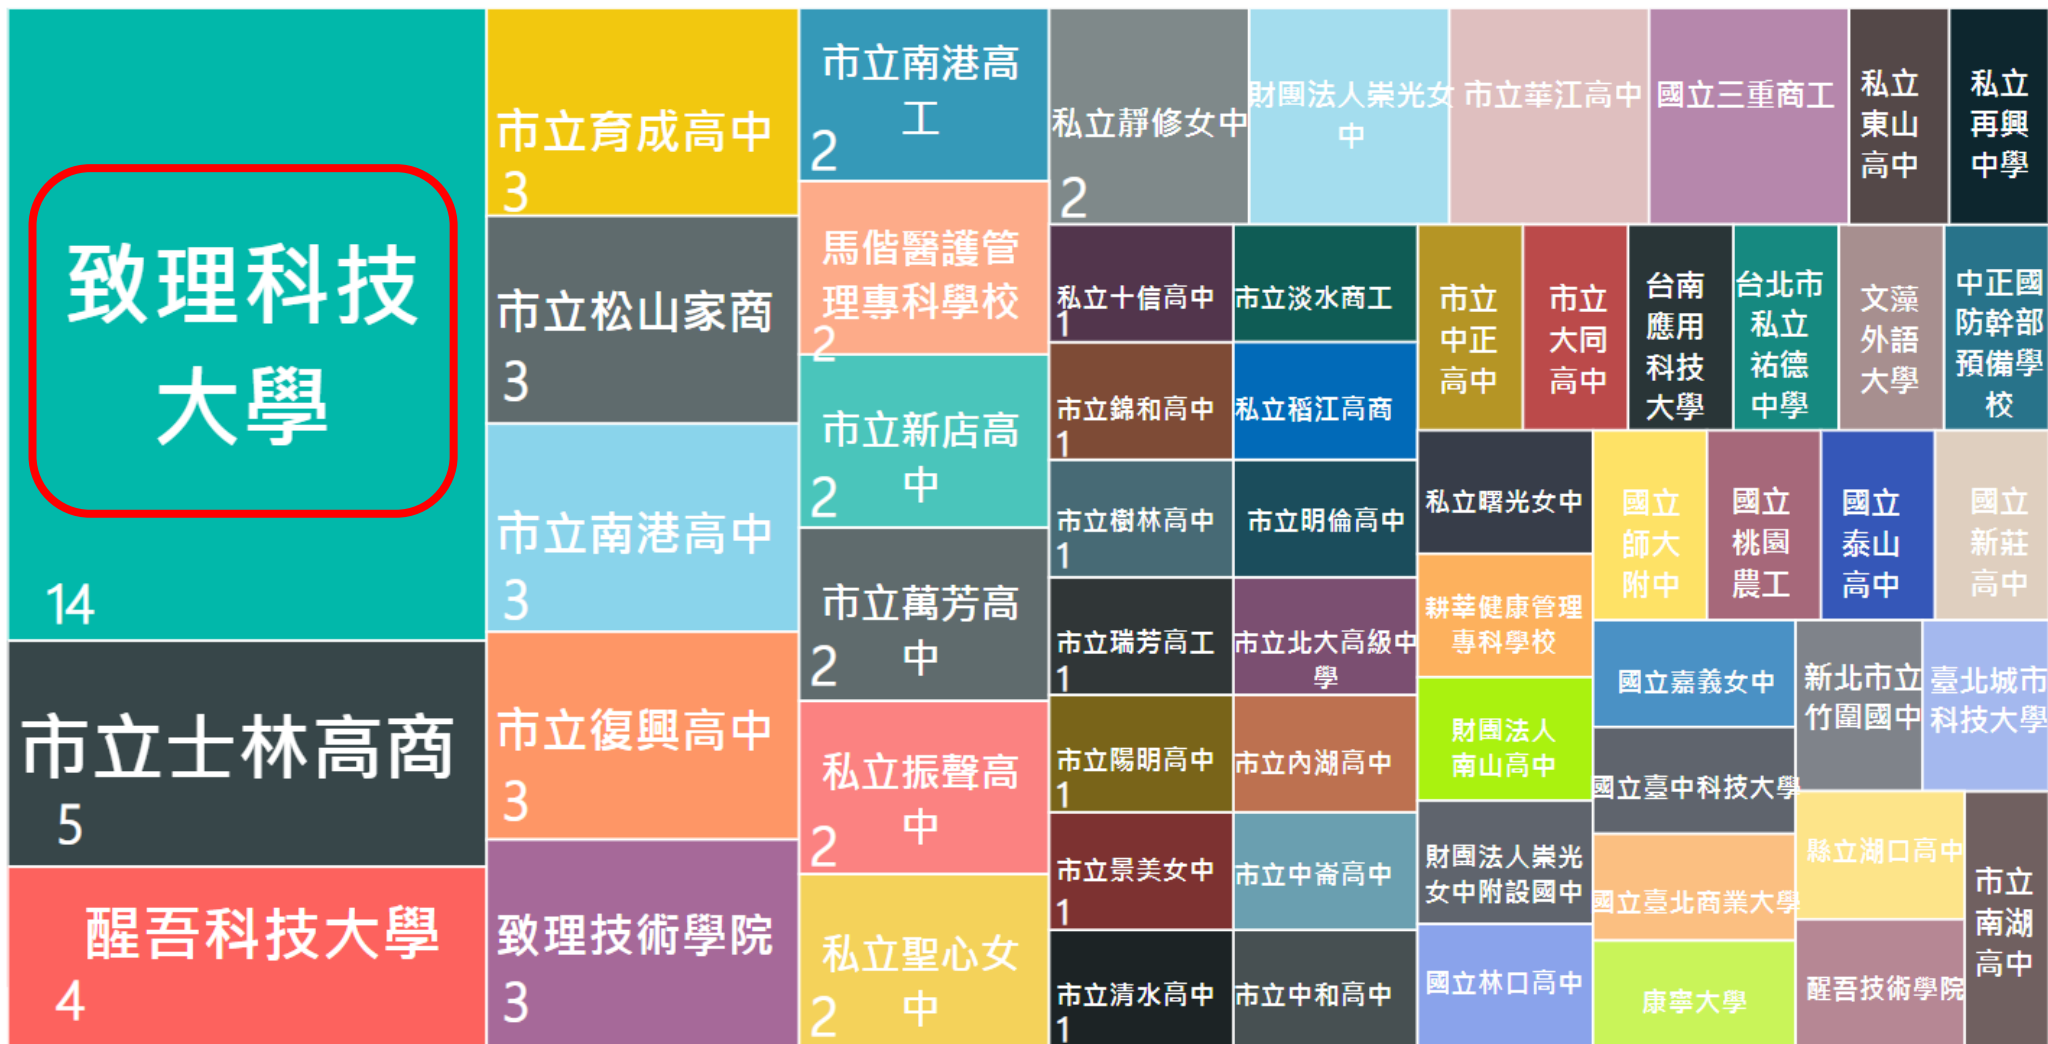 致理科技
大學
14
市立士林高商
5
醒吾科技大學
4
市立育成高中
3
市立松山家商
3
市立南港高中
3
市立復興高中
3
致理技術學院
3
市立南港高
工
2
馬偕醫護管
理專科學校
2
市立新店高
中
2
市立萬芳高
中
2
私立振聲高
中
2
私立聖心女
中
2
私立靜修女中
2
財團法人崇光女
中
市立華江高中
國立三重商工
私立
東山
高中
私立
再興
中學
私立十信高中
1
市立錦和高中
1
市立樹林高中
1
市立瑞芳高工
1
市立陽明高中
1
市立景美女中
1
市立清水高中
1
市立淡水商工
私立稻江高商
市立明倫高中
市立北大高級中
學
市立內湖高中
市立中崙高中
市立中和高中
市立
中正
高中
市立
大同
高中
台南
應用
科技
大學
台北市
私立
祐德
中學
文藻
外語
大學
中正國
防幹部
預備學
校
私立曙光女中
耕莘健康管理
專科學校
財團法人
南山高中
財團法人崇光
女中附設國中
國立林口高中
國立
師大
附中
國立
桃園
農工
國立
泰山
高中
國立
新莊
高中
國立嘉義女中
國立臺中科技大學
國立臺北商業大學
康寧大學
新北市立
竹圍國中
臺北城市
科技大學
縣立湖口高中
醒吾技術學院
市立
南湖
高中